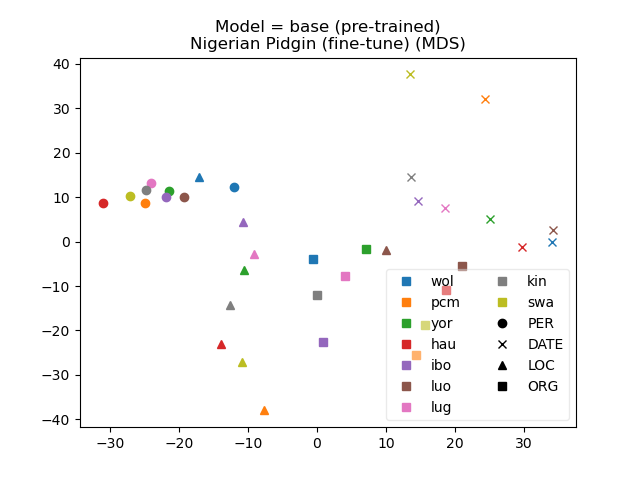 Model = base (pre-trained)
Nigerian Pidgin (fine-tune) (MDS)
40
30
20
10
0
−10
−20
−30
−40
−30
−20
−10
0
10
20
30
wol
pcm
yor
hau
ibo
luo
lug
kin
swa
PER
DATE
LOC
ORG